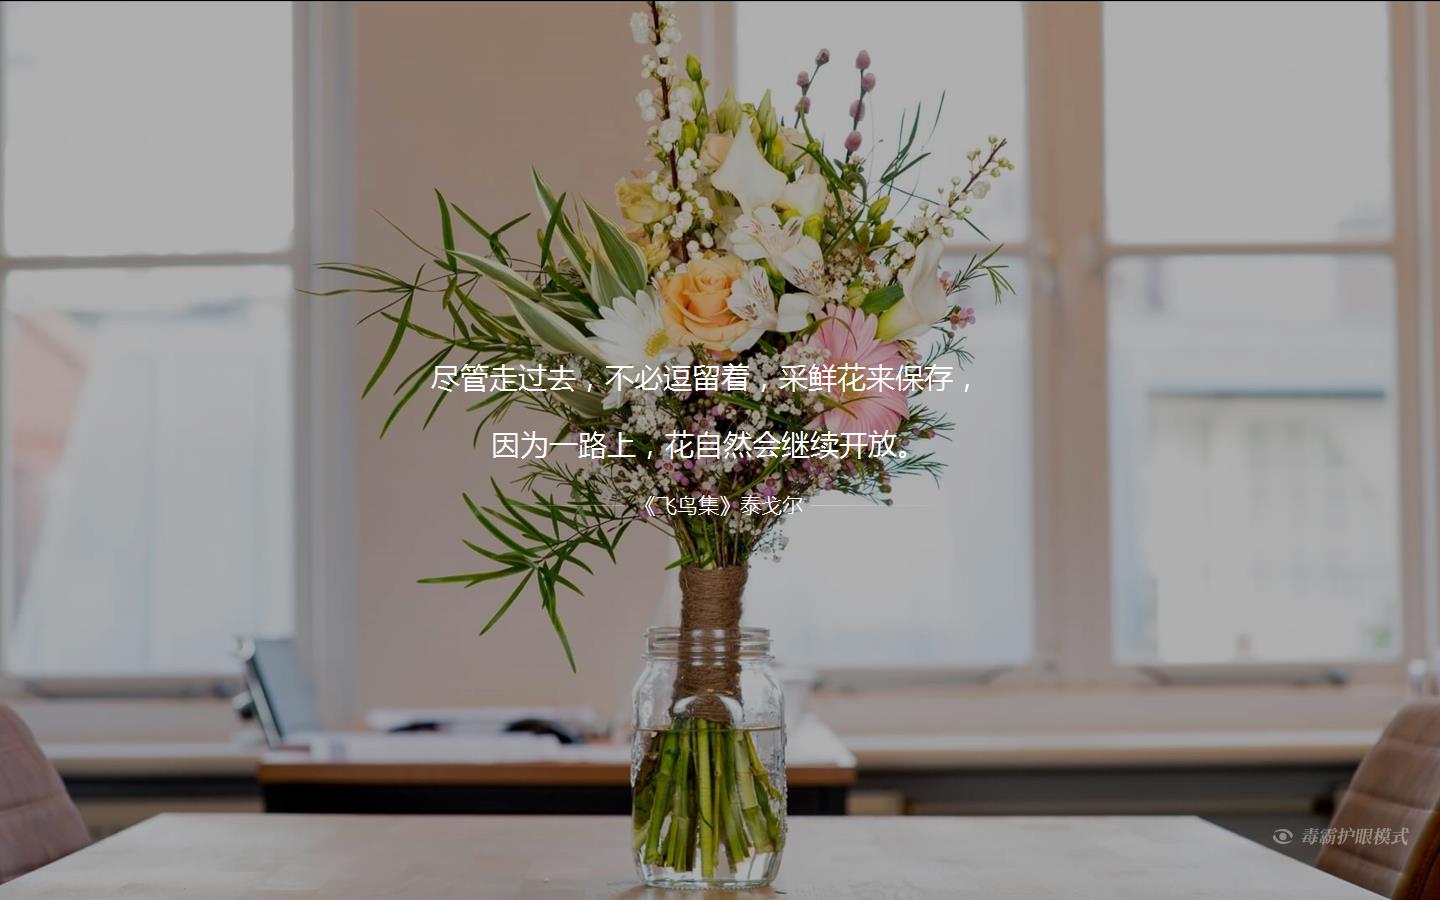 尽管走过去，不必逗留着，采鲜花来保存，
因为一路上，花自然会继续开放。
《飞鸟集》泰戈尔
毒霸护眼模式